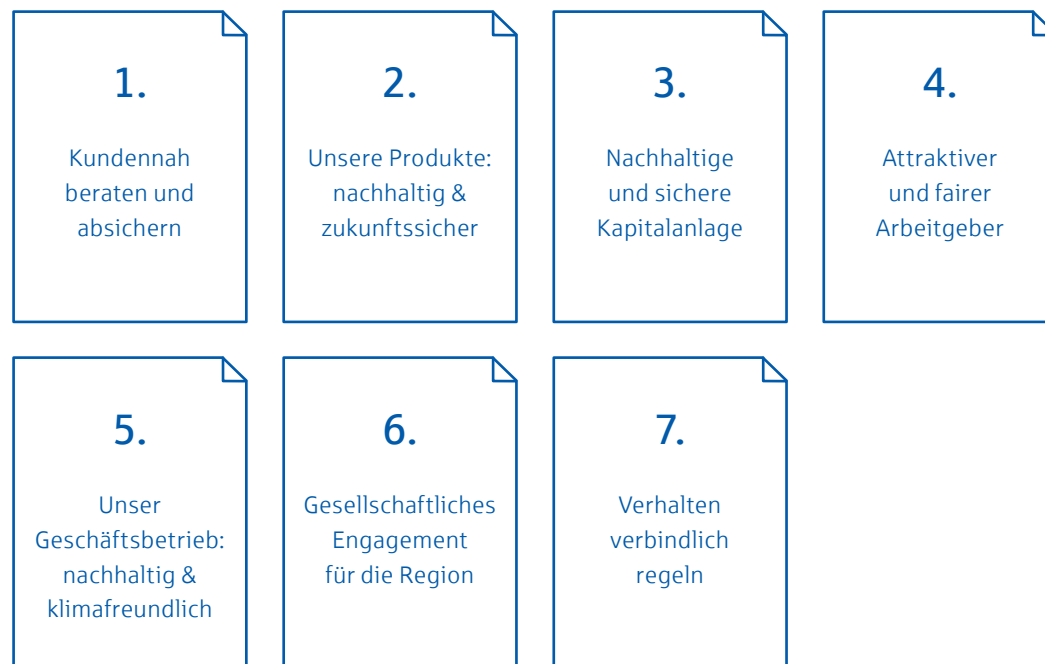 1.
Kundennah
beraten und
absichern
2.
Unsere Produkte:
nachhaltig &
zukunftssicher
3.
Nachhaltige
und sichere
Kapitalanlage
4.
Attraktiver
und fairer
Arbeitgeber
5.
Unser
Geschäftsbetrieb:
nachhaltig &
klimafreundlich
6.
Gesellschaftliches
Engagement
für die Region
7.
Verhalten
verbindlich
regeln